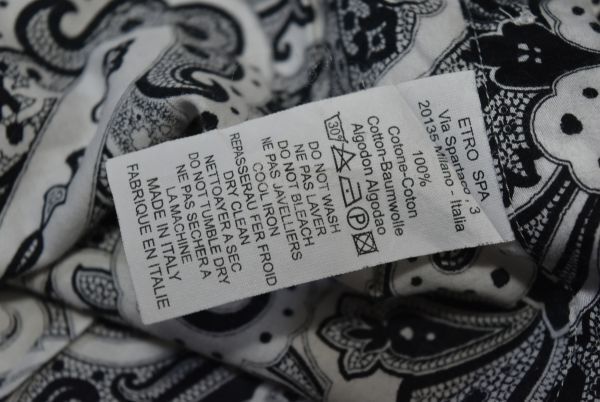 ETRO SPA
Via Spartaco, 3
20135 Milano - Italia
100%
Cotone-Coton
Cotton-Baumwolle
Algodon Algodao
30°
P
DO NOT WASH
NE PAS LAVER
DO NOT BLEACH
NE PAS JAVELLIERS
COOL IRON
REPASSERAU FER FROID
DRY CLEAN
NETTOYER A SEC
DO NOT TUMBLE DRY
NE PAS SECHER A
LA MACHINE
MADE IN ITALY
FABRIQUE EN ITALIE